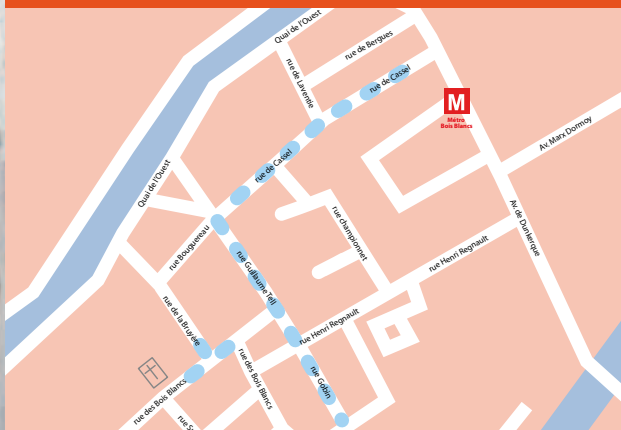 Quai de l'Ouest
rue de Bergues
rue de Laventie
rue de Cassel
M
Métro
Bois Blancs
Av. Marx Dormoy
rue de Cassel
Quai de l'Ouest
rue championnet
Av. de Dunkerque
rue Bouguereau
rue Henri Regnault
rue Guillaume Tell
rue de la Bruyère
rue Henri Regnault
rue des Bois Blancs
rue Gobin
rue des Bois Blancs